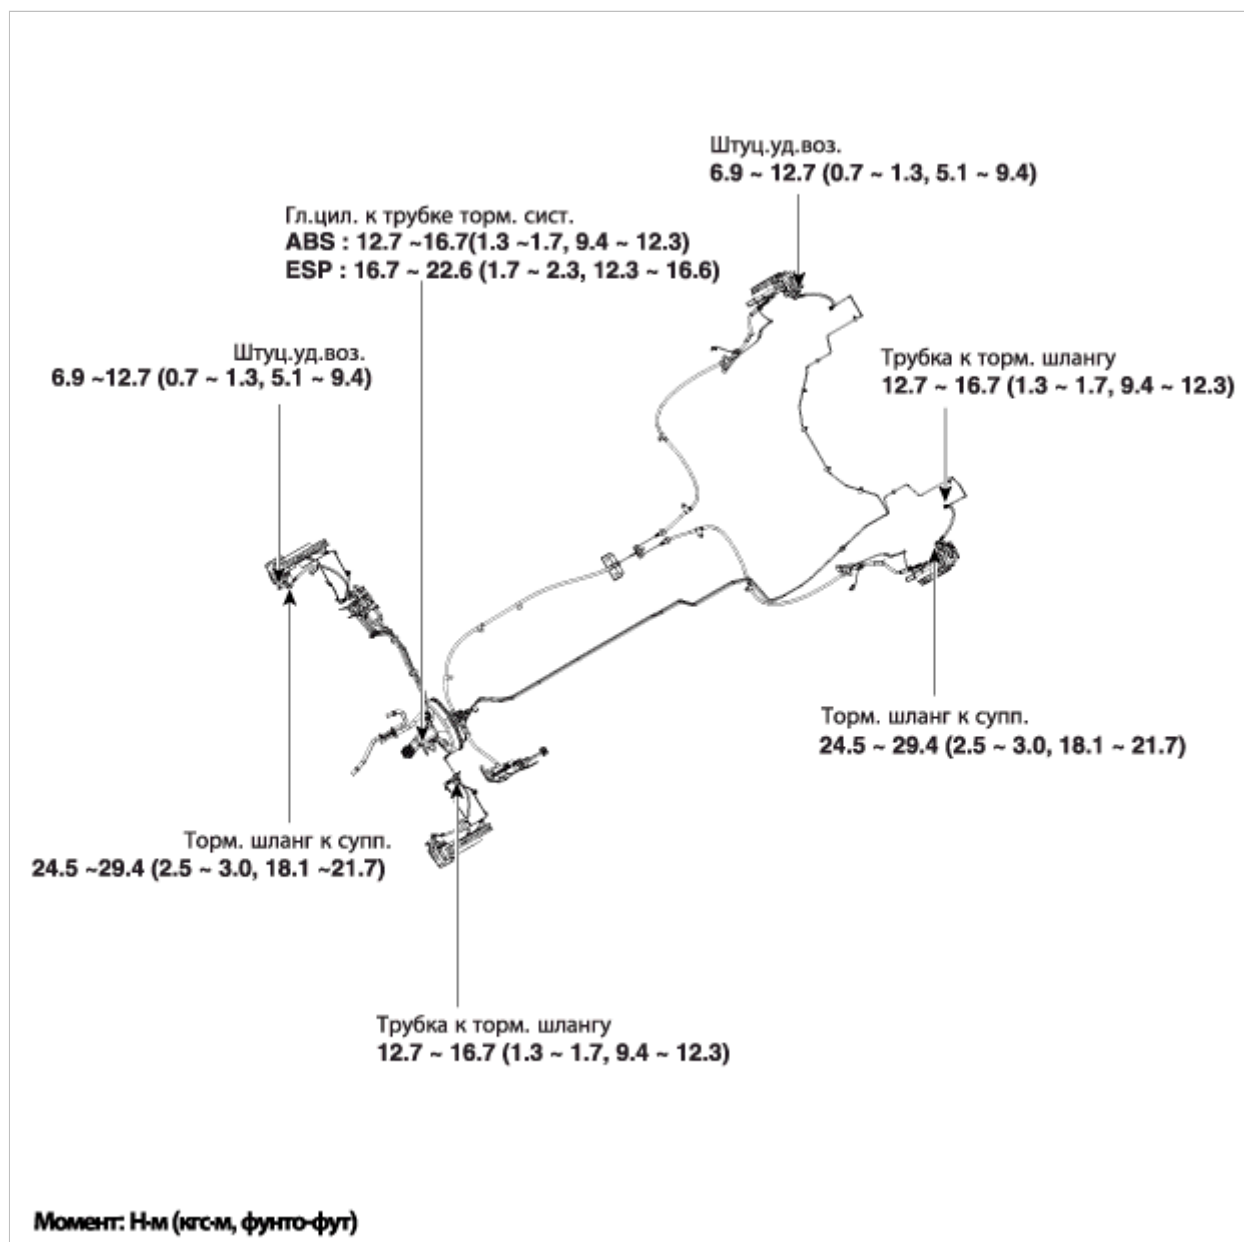 Штуц.уд.воз.
6.9 ~ 12.7 (0.7 ~ 1.3, 5.1 ~ 9.4)
Гл.цил. к трубке торм. сист.
ABS : 12.7 ~16.7(1.3 ~1.7, 9.4 ~ 12.3)
ESP : 16.7 ~ 22.6 (1.7 ~ 2.3, 12.3 ~ 16.6)
Штуц.уд.воз.
6.9 ~12.7 (0.7 ~ 1.3, 5.1 ~ 9.4)
Трубка к торм. шлангу
12.7 ~ 16.7 (1.3 ~ 1.7, 9.4 ~ 12.3)
Торм. шланг к супп.
24.5 ~ 29.4 (2.5 ~ 3.0, 18.1 ~ 21.7)
Торм. шланг к супп.
24.5 ~29.4 (2.5 ~ 3.0, 18.1 ~21.7)
Трубка к торм. шлангу
12.7 ~ 16.7 (1.3 ~ 1.7, 9.4 ~ 12.3)
Момент: Н·м (кгс·м, фунто-фут)